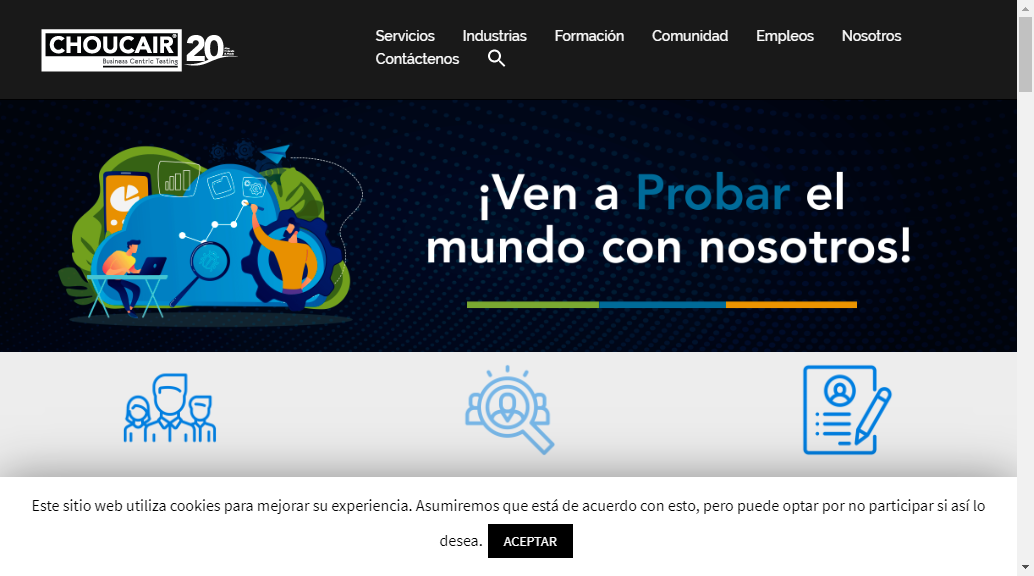 CHOUCAIR®
Business Centric Testing
20
Servicios Industrias Formación Comunidad Empleos Nosotros
Contáctenos
¡Ven a Probar el
mundo con nosotros!
Este sitio web utiliza cookies para mejorar su experiencia. Asumiremos que está de acuerdo con esto, pero puede optar por no participar si así lo
desea. ACEPTAR